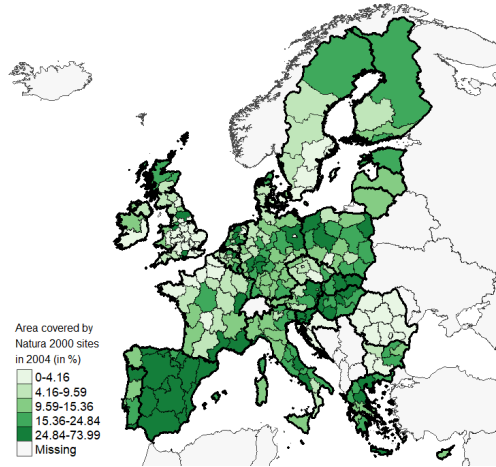 Area covered by
Natura 2000 sites
in 2004 (in %)
0-4.16
4.16-9.59
9.59-15.36
15.36-24.84
24.84-73.99
Missing